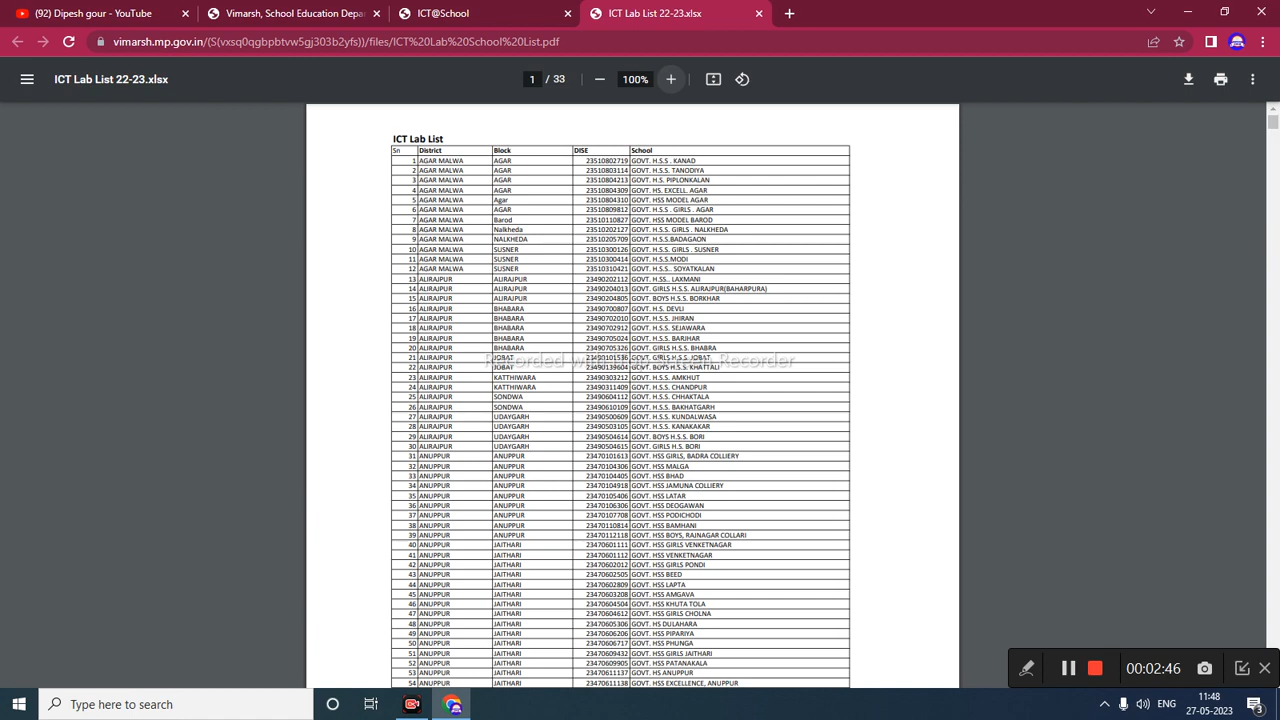 (92) Dipesh gour - YouTube
Vimarsh, School Education Depa
ICT@School
ICT Lab List 22-23.xlsx
vimarsh.mp.gov.in/(S(vxsq0qgbpbtvw5gj303b2yfs))/files/ICT%20Lab%20School%20List.pdf
ICT Lab List 22-23.xlsx
1 / 33
100%
ICT Lab List
Sn District Block DISE School
1 AGAR MALWA AGAR 23510802719 GOVT. H.S.S . KANAD
2 AGAR MALWA AGAR 23510803114 GOVT. H.S.S. TANODIYA
3 AGAR MALWA AGAR 23510804213 GOVT. H.S. PIPLONKALAN
4 AGAR MALWA AGAR 23510804309 GOVT. HS. EXCELL. AGAR
5 AGAR MALWA Agar 23510804310 GOVT. HSS MODEL AGAR
6 AGAR MALWA AGAR 23510809812 GOVT. H.S.S . GIRLS . AGAR
7 AGAR MALWA Barod 23510110827 GOVT. HSS MODEL BAROD
8 AGAR MALWA Nalkheda 23510202127 GOVT. H.S.S. GIRLS . NALKHEDA
9 AGAR MALWA NALKHEDA 23510205709 GOVT. H.S.S.BADAGAON
10 AGAR MALWA SUSNER 23510300126 GOVT. H.S.S. GIRLS . SUSNER
11 AGAR MALWA SUSNER 23510300414 GOVT. H.S.S.MODI
12 AGAR MALWA SUSNER 23510310421 GOVT. H.S.S.. SOYATKALAN
13 ALIRAJPUR ALIRAJPUR 23490202112 GOVT. H.SS.. LAXMANI
14 ALIRAJPUR ALIRAJPUR 23490204013 GOVT. GIRLS H.S.S. ALIRAJPUR(BAHARPURA)
15 ALIRAJPUR ALIRAJPUR 23490204805 GOVT. BOYS H.S.S. BORKHAR
16 ALIRAJPUR BHABARA 23490700807 GOVT. H.S. DEVLI
17 ALIRAJPUR BHABARA 23490702010 GOVT. H.S.S. JHIRAN
18 ALIRAJPUR BHABARA 23490702912 GOVT. H.S.S. SEJAWARA
19 ALIRAJPUR BHABARA 23490705024 GOVT. H.S.S. BARJHAR
20 ALIRAJPUR BHABARA 23490705326 GOVT. GIRLS H.S.S. BHABRA
21 ALIRAJPUR JOBAT 23490101536 GOVT. GIRLS H.S.S. JOBAT
22 ALIRAJPUR JOBAT 23490139604 GOVT. BOYS H.S.S. KHATTALI
23 ALIRAJPUR KATTHIWARA 23490303212 GOVT. H.S.S. AMKHUT
24 ALIRAJPUR KATTHIWARA 23490311409 GOVT. H.S.S. CHANDPUR
25 ALIRAJPUR SONDWA 23490604112 GOVT. H.S.S. CHHAKTALA
26 ALIRAJPUR SONDWA 23490610109 GOVT. H.S.S. BAKHATGARH
27 ALIRAJPUR UDAYGARH 23490500609 GOVT. H.S.S. KUNDALWASA
28 ALIRAJPUR UDAYGARH 23490503105 GOVT. H.S.S. KANAKAKAR
29 ALIRAJPUR UDAYGARH 23490504614 GOVT. BOYS H.S.S. BORI
30 ALIRAJPUR UDAYGARH 23490504615 GOVT. GIRLS H.S. BORI
31 ANUPPUR ANUPPUR 23470101613 GOVT. HSS GIRLS, BADRA COLLIERY
32 ANUPPUR ANUPPUR 23470104306 GOVT. HSS MALGA
33 ANUPPUR ANUPPUR 23470104405 GOVT. HSS BHAD
34 ANUPPUR ANUPPUR 23470104918 GOVT. HSS JAMUNA COLLIERY
35 ANUPPUR ANUPPUR 23470105406 GOVT. HSS LATAR
36 ANUPPUR ANUPPUR 23470106306 GOVT. HSS DEOGAWAN
37 ANUPPUR ANUPPUR 23470107708 GOVT. HSS PODICHODI
38 ANUPPUR ANUPPUR 23470110814 GOVT. HSS BAMHANI
39 ANUPPUR ANUPPUR 23470112118 GOVT. HSS BOYS, RAJNAGAR COLLARI
40 ANUPPUR JAITHARI 23470601111 GOVT. HSS GIRLS VENKETNAGAR
41 ANUPPUR JAITHARI 23470601112 GOVT. HSS VENKETNAGAR
42 ANUPPUR JAITHARI 23470602012 GOVT. HSS GIRLS PONDI
43 ANUPPUR JAITHARI 23470602505 GOVT. HSS BEED
44 ANUPPUR JAITHARI 23470602809 GOVT. HSS LAPTA
45 ANUPPUR JAITHARI 23470603208 GOVT. HSS AMGAVA
46 ANUPPUR JAITHARI 23470604504 GOVT. HSS KHUTA TOLA
47 ANUPPUR JAITHARI 23470604612 GOVT. HSS GIRLS CHOLNA
48 ANUPPUR JAITHARI 23470605306 GOVT. HS DULAHARA
49 ANUPPUR JAITHARI 23470606206 GOVT. HSS PIPARIYA
50 ANUPPUR JAITHARI 23470606717 GOVT. HSS PHUNGA
51 ANUPPUR JAITHARI 23470609432 GOVT. HSS GIRLS JAITHARI
52 ANUPPUR JAITHARI 23470609905 GOVT. HSS PATANAKALA
53 ANUPPUR JAITHARI 23470611137 GOVT. HS ANUPPUR
54 ANUPPUR JAITHARI 23470611138 GOVT. HSS EXCELLENCE, ANUPPUR
Recorded with iTop Screen Recorder
00:02:46
Type here to search
ENG
11:48
27-05-2023
3